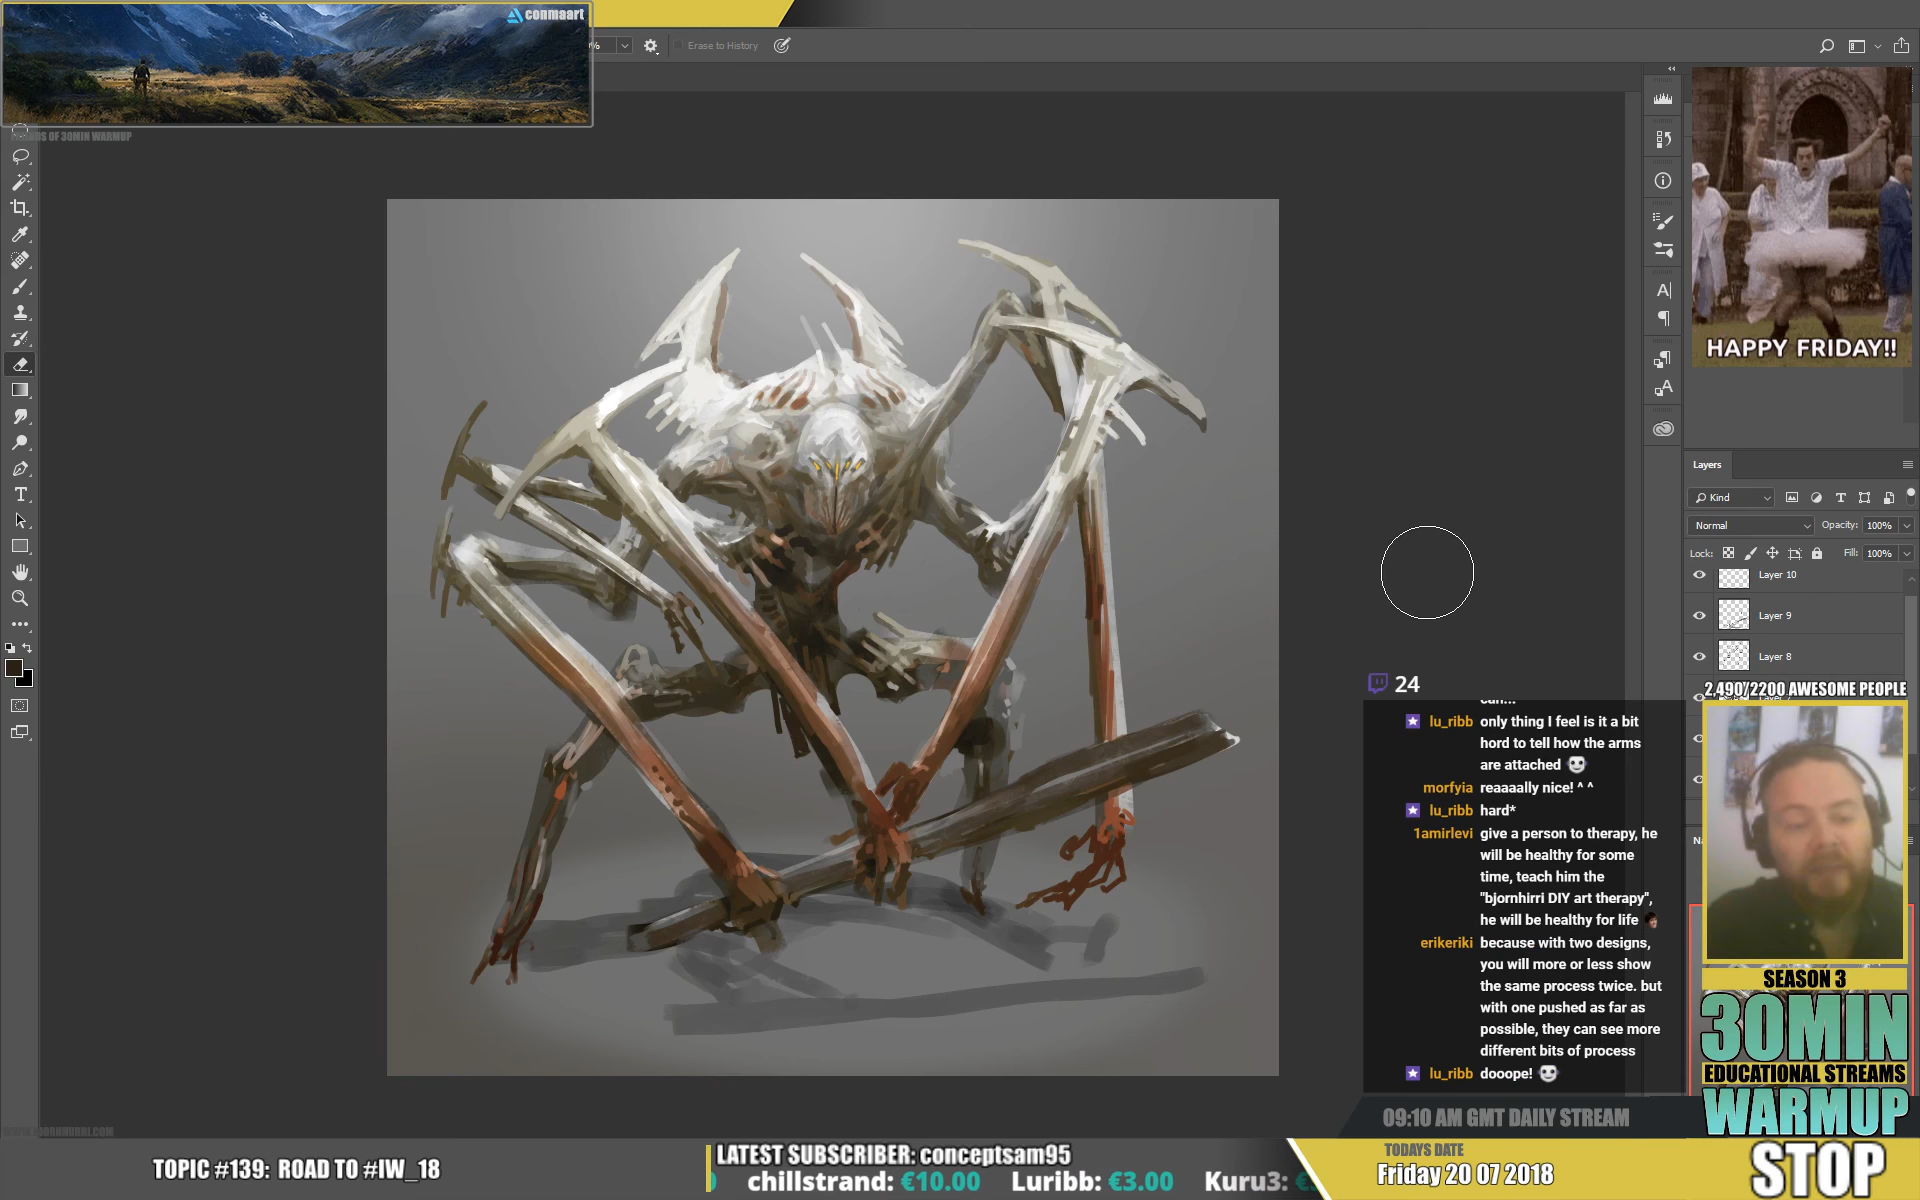 conmaart
%
Erase to History
S OF 30MIN WARMUP
HAPPY FRIDAY!!
Layers
Kind
Normal
Opacity: 100%
Lock:
Fill: 100%
Layer 10
Layer 9
Layer 8
2,490/2200 AWESOME PEOPLE
24
lu_ribb only thing I feel is it a bit
hord to tell how the arms
are attached
morfyia reaaaally nice! ^ ^
lu_ribb hard*
1amirlevi give a person to therapy, he
will be healthy for some
time, teach him the
"bjornhirri DIY art therapy",
he will be healthy for life
erikeriki because with two designs,
you will more or less show
the same process twice. but
with one pushed as far as
possible, they can see more
different bits of process
lu_ribb dooope!
SEASON 3
30MIN
EDUCATIONAL STREAMS
WARMUP
STOP
09:10 AM GMT DAILY STREAM
TODAYS DATE
Friday 20 07 2018
TOPIC #139: ROAD TO #IW_18
LATEST SUBSCRIBER: conceptsam95
chillstrand: €10.00 Luribb: €3.00 Kuru3: